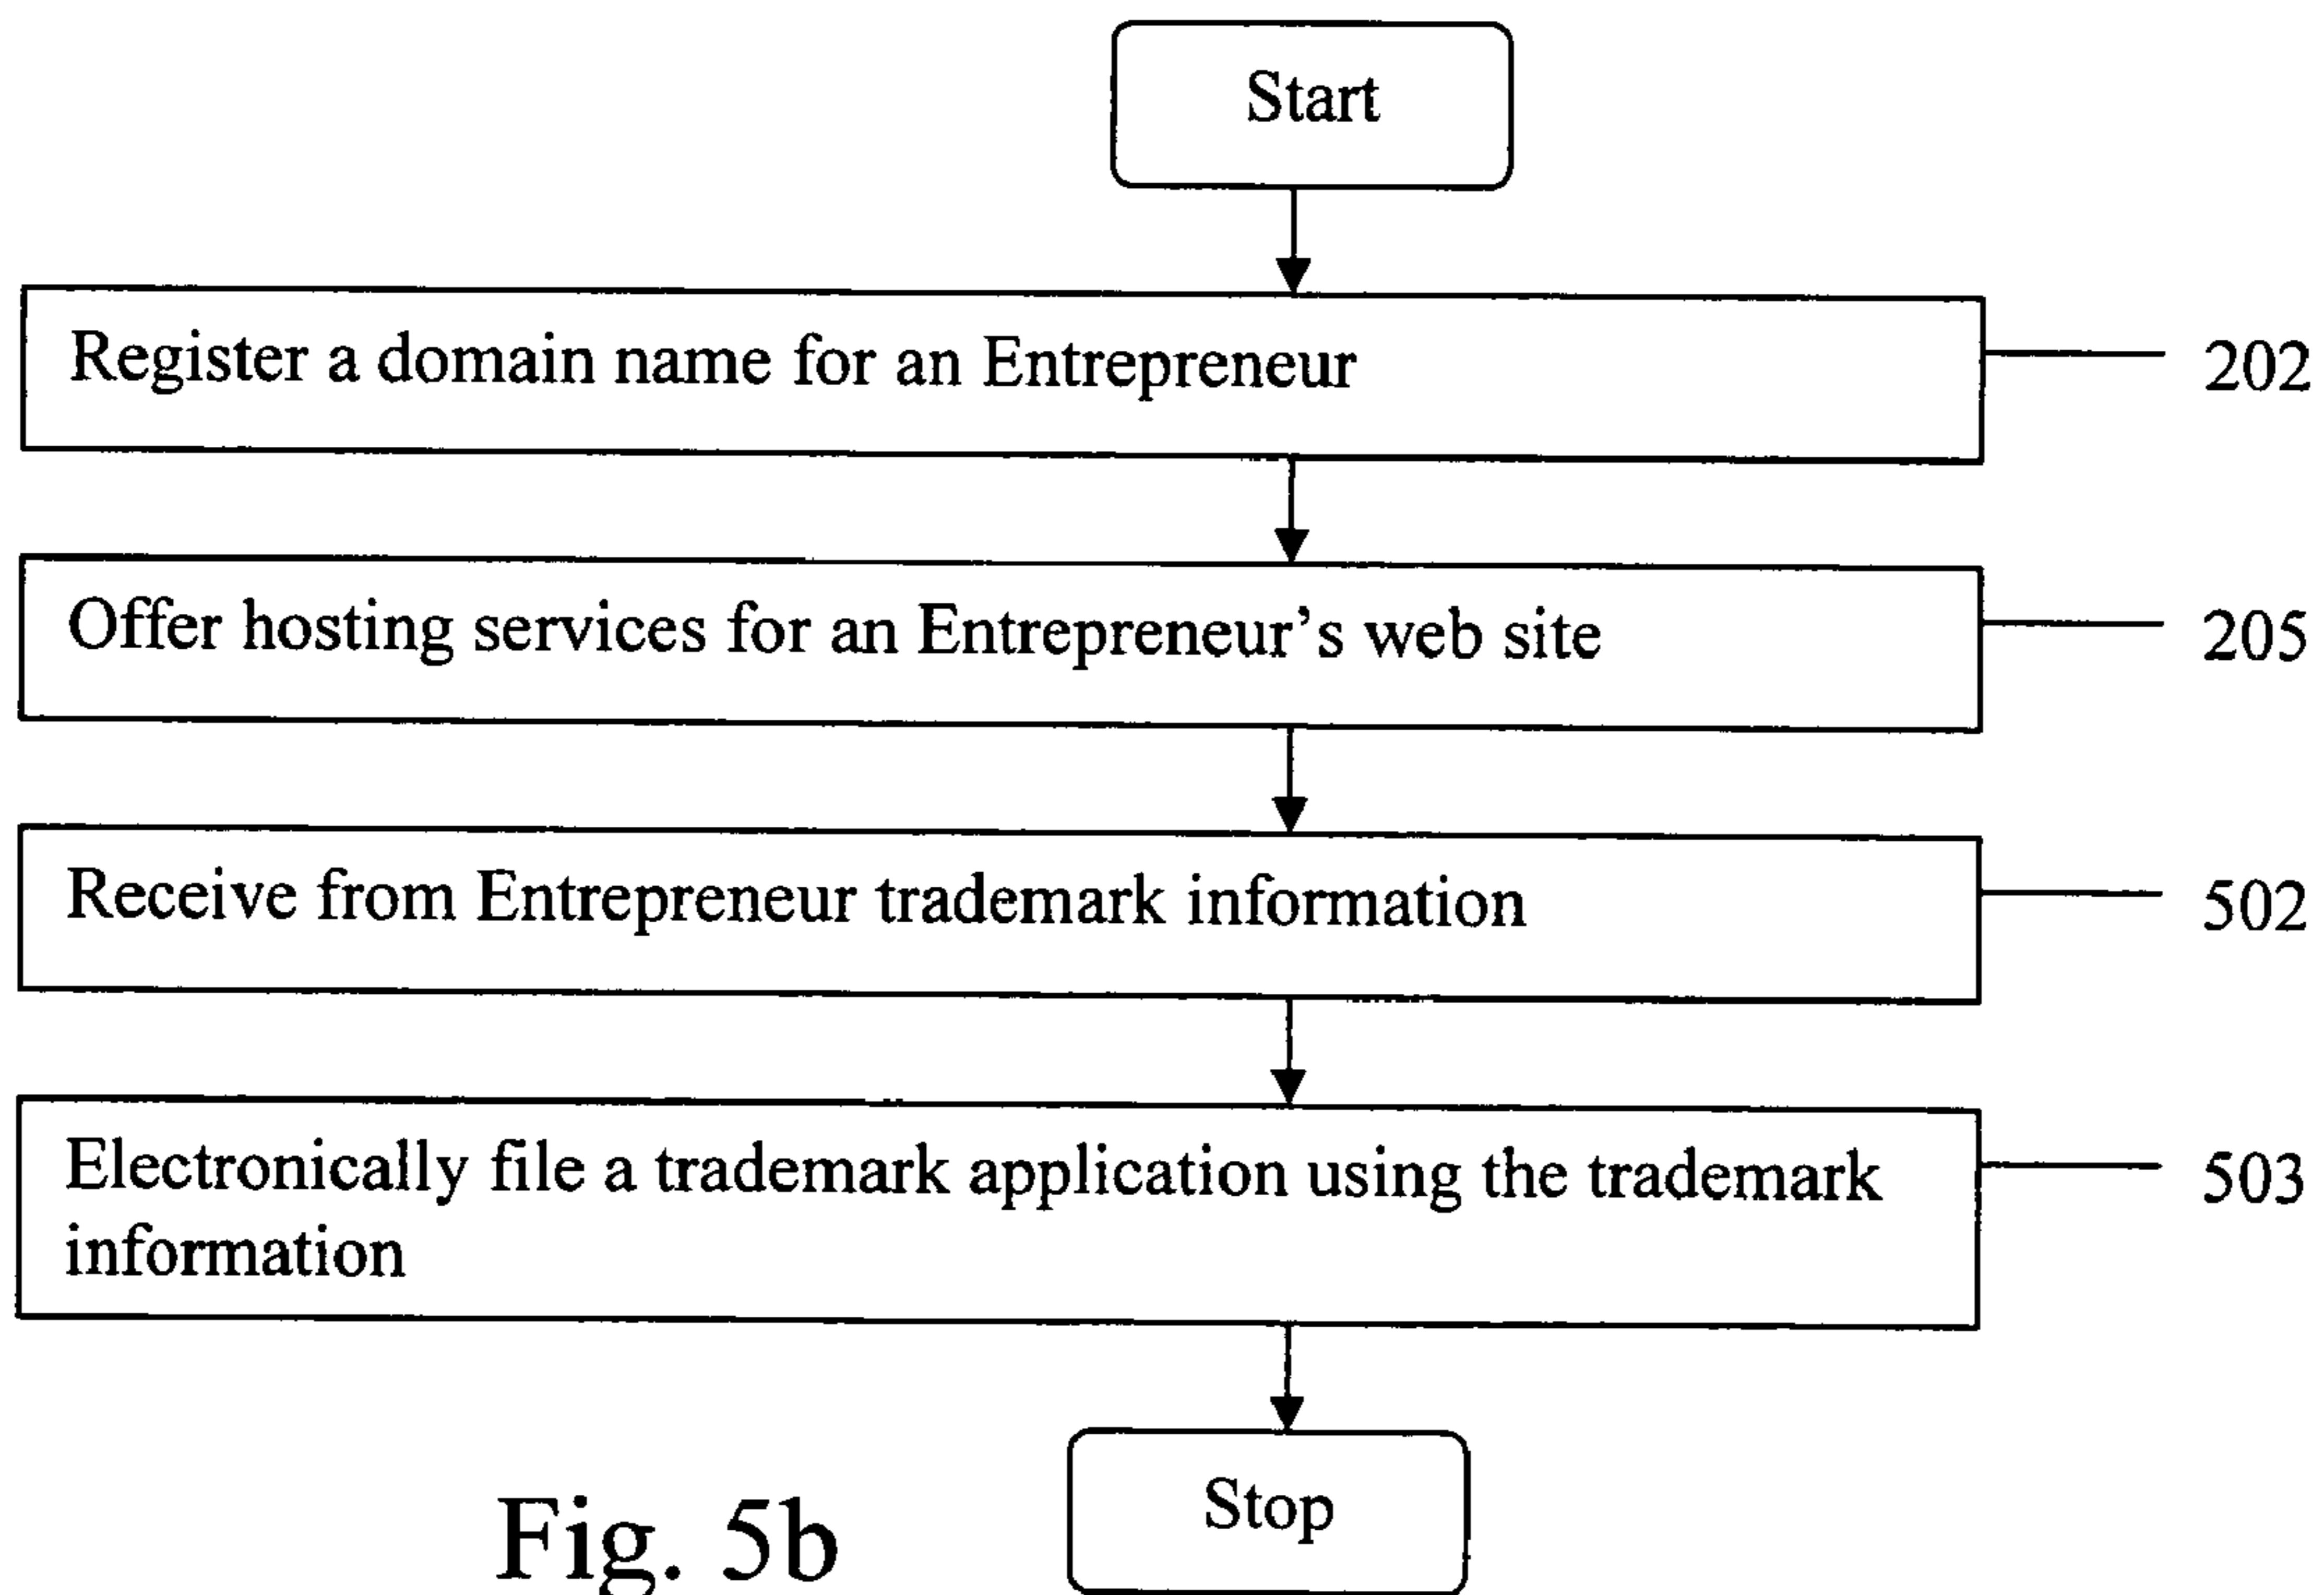 Start
Register a domain name for an Entrepreneur
202
Offer hosting services for an Entrepreneur’s web site
205
Receive from Entrepreneur trademark information
502
Electronically file a trademark application using the trademark
information
503
Stop
Fig. 5b